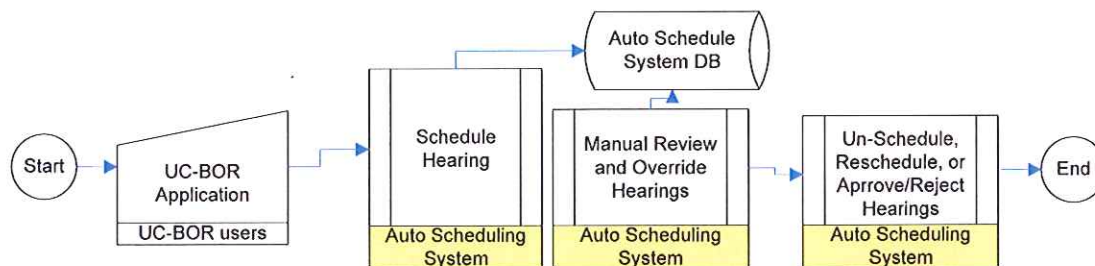 Start
UC-BOR
Application
UC-BOR users
Schedule
Hearing
Auto Scheduling
System
Auto Schedule
System DB
Manual Review
and Override
Hearings
Auto Scheduling
System
Un-Schedule,
Reschedule, or
Aprrove/Reject
Hearings
Auto Scheduling
System
End